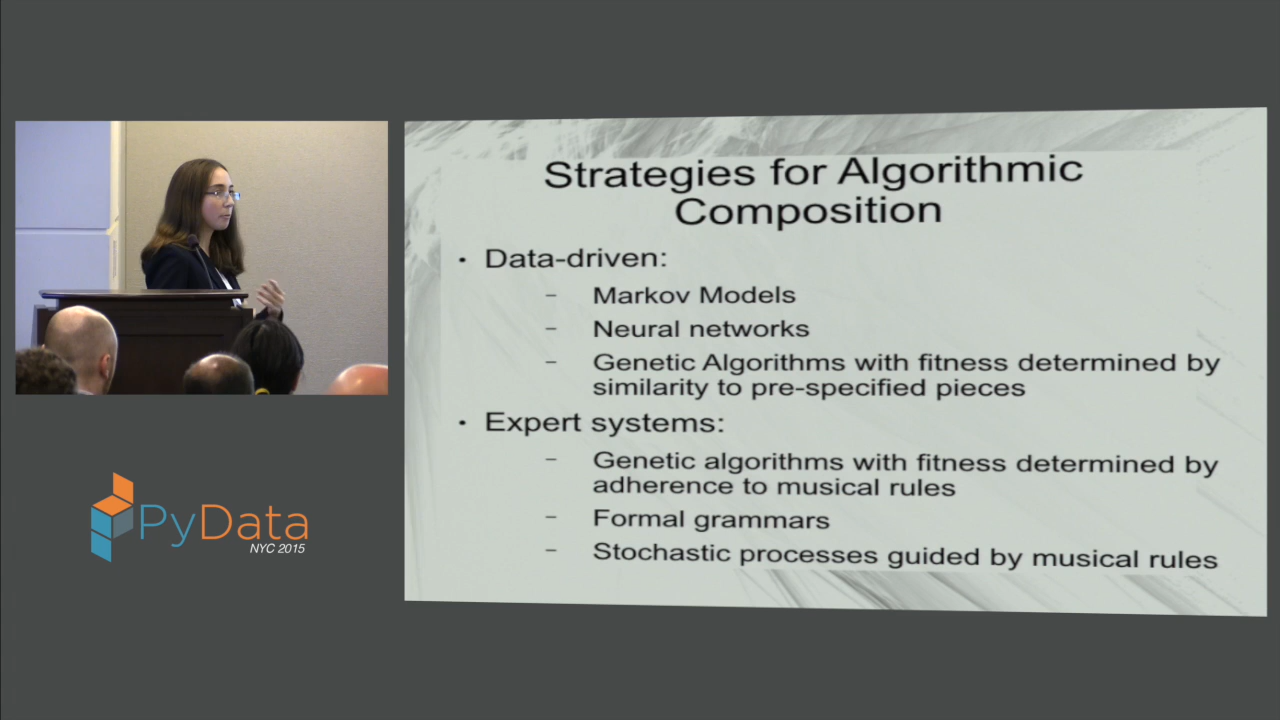 Strategies for Algorithmic
Composition
• Data-driven:
– Markov Models
– Neural networks
– Genetic Algorithms with fitness determined by
similarity to pre-specified pieces
• Expert systems:
– Genetic algorithms with fitness determined by
adherence to musical rules
– Formal grammars
– Stochastic processes guided by musical rules
PyData
NYC 2015